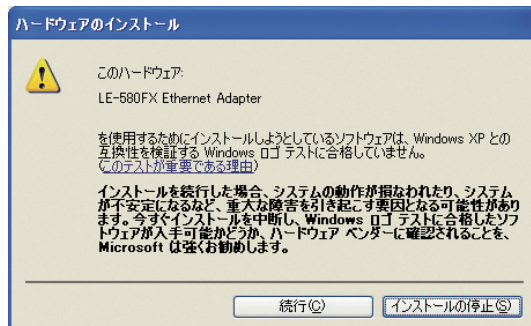 ハードウェアのインストール
このハードウェア:
LE-580FX Ethernet Adapter
を使用するためにインストールしようとしているソフトウェアは、Windows XP との
互換性を検証する Windows ロゴ テストに合格していません。
(このテストが重要である理由)
インストールを続行した場合、システムの動作が損なわれたり、システム
が不安定になるなど、重大な障害を引き起こす要因となる可能性があり
ます。今すぐインストールを中断し、Windows ロゴ テストに合格したソフ
トウェアが入手可能かどうか、ハードウェア ベンダーに確認されることを、
Microsoft は強くお勧めします。
続行(C)
インストールの停止(S)